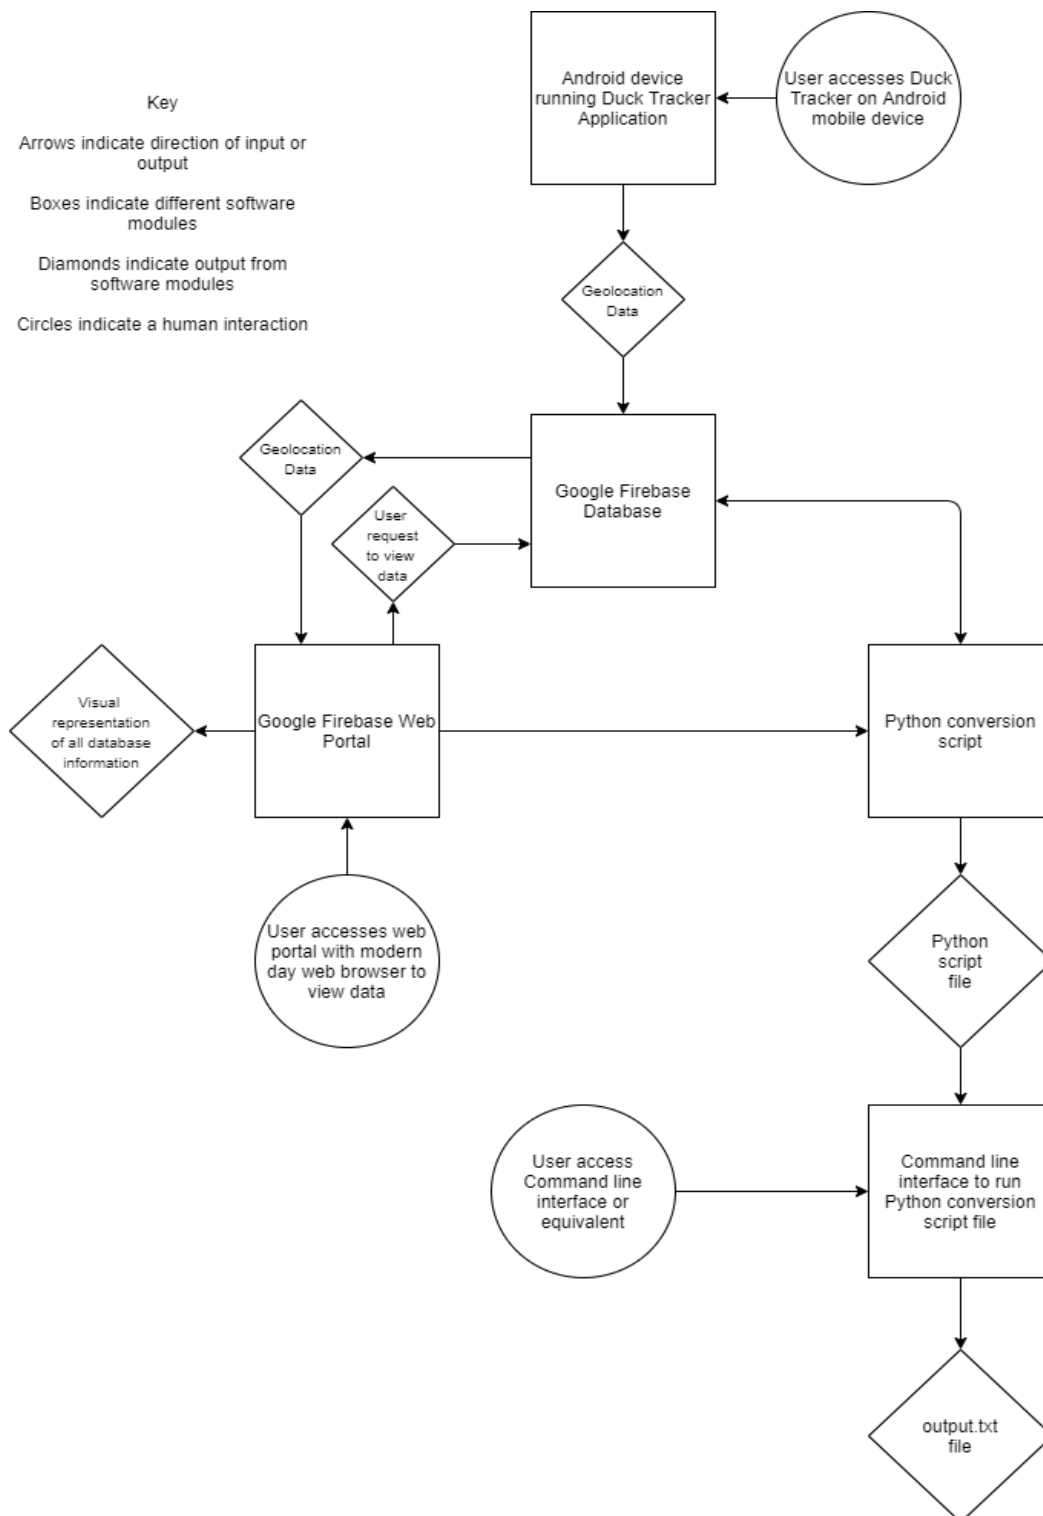 Key
Arrows indicate direction of input or
output
Boxes indicate different software
modules
Diamonds indicate output from
software modules
Circles indicate a human interaction
Android device
running Duck Tracker
Application
User accesses Duck
Tracker on Android
mobile device
Geolocation
Data
Geolocation
Data
User
request
to view
data
Google Firebase
Database
Visual
representation
of all database
information
Google Firebase Web
Portal
Python conversion
script
User accesses web
portal with modern
day web browser to
view data
Python
script
file
User access
Command line
interface or
equivalent
Command line
interface to run
Python conversion
script file
output.txt
file